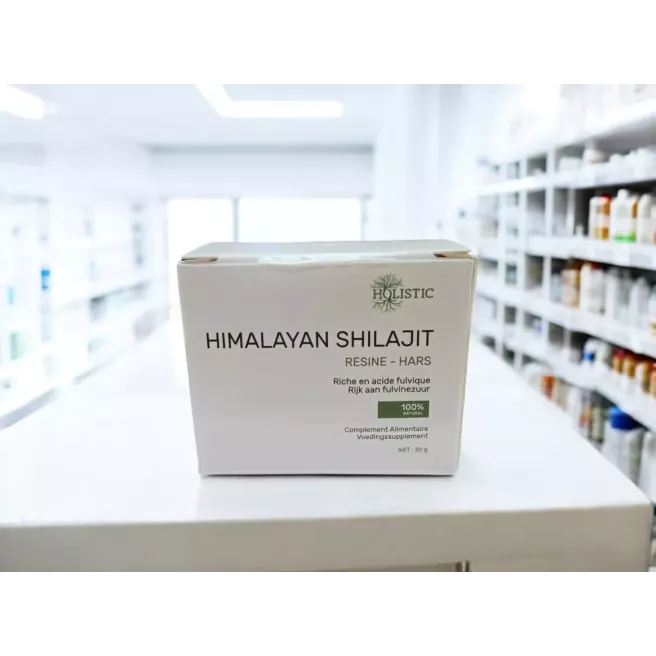 HOLISTIC
HIMALAYAN SHILAJIT
RESINE - HARS
Riche en acide fulvique
Rijk aan fulvinezuur
100%
NATURAL
Complement Alimentaire
Voedingssupplement
NET : 30 g